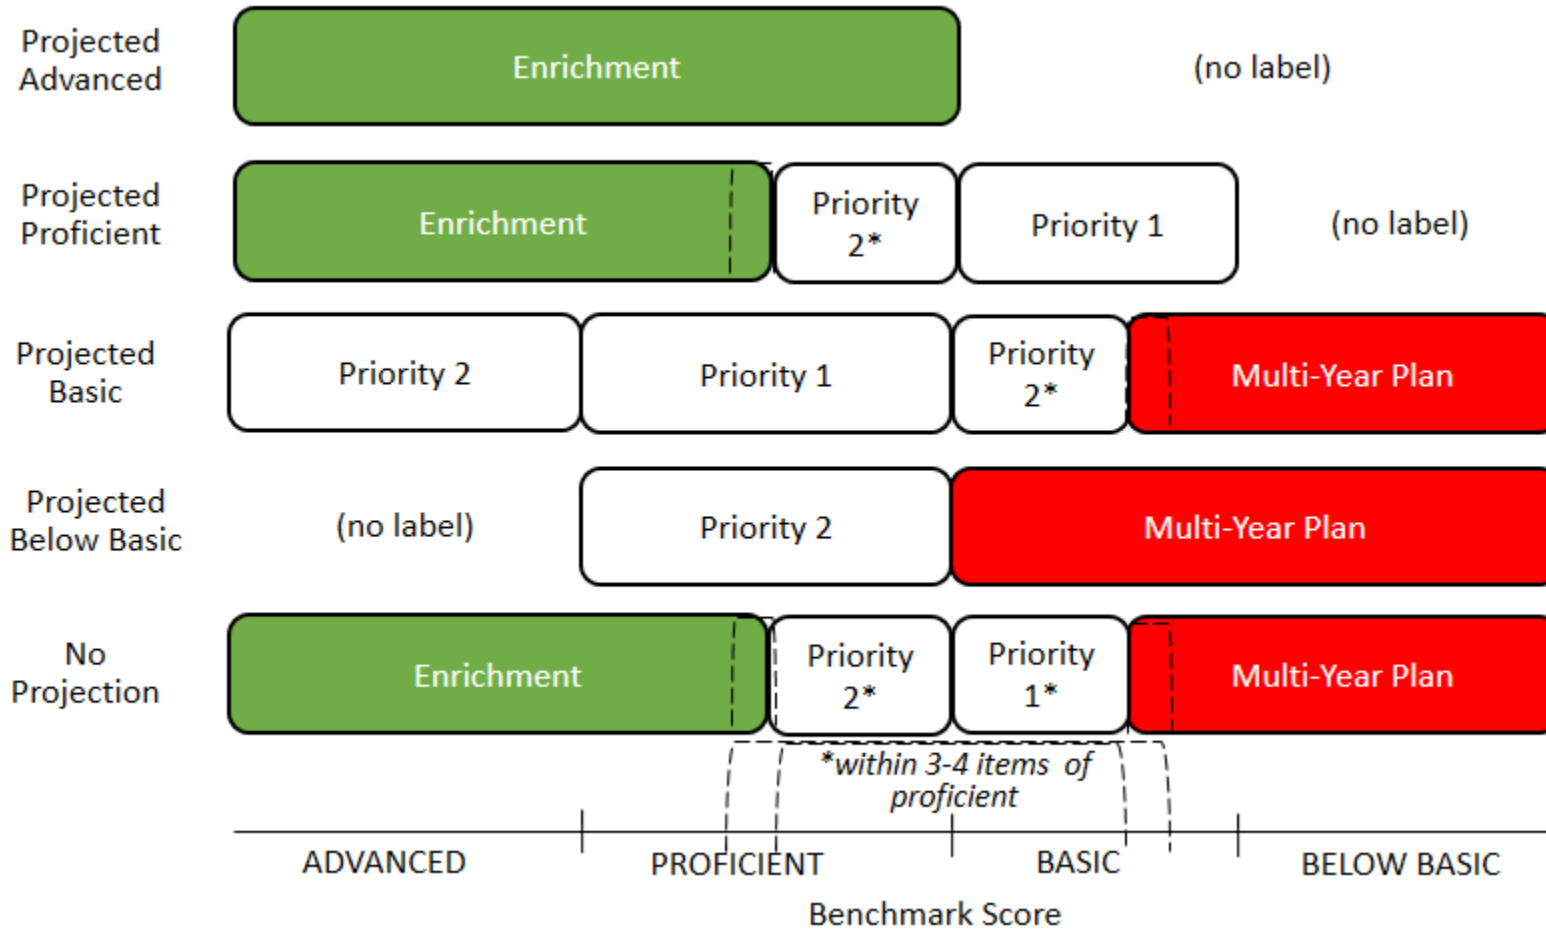 Projected
Advanced
Enrichment
(no label)
Projected
Proficient
Enrichment
Priority
2*
Priority 1
(no label)
Projected
Basic
Priority 2
Priority 1
Priority
2*
Multi-Year Plan
Projected
Below Basic
(no label)
Priority 2
Multi-Year Plan
No
Projection
Enrichment
Priority
2*
Priority
1*
Multi-Year Plan
*within 3-4 items of
proficient
ADVANCED
PROFICIENT
BASIC
BELOW BASIC
Benchmark Score